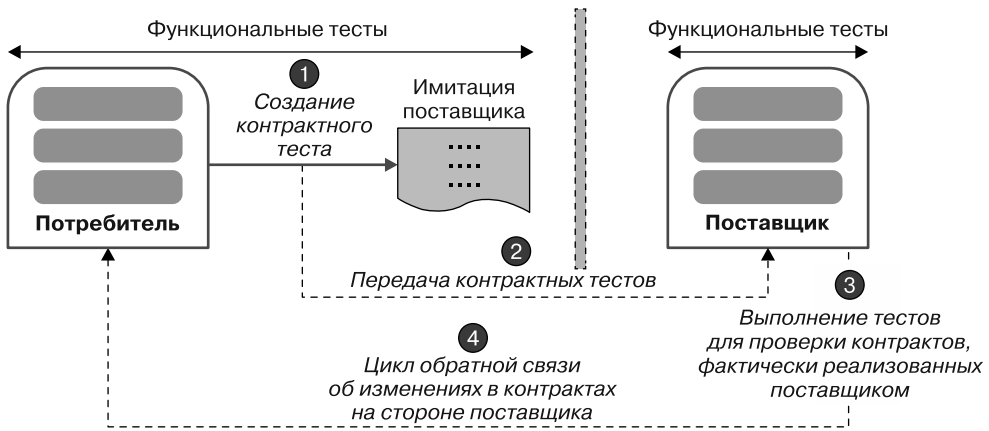 Функциональные тесты
Функциональные тесты
1
Создание
контрактного
теста
Имитация
поставщика
Потребитель
Поставщик
2
Передача контрактных тестов
3
Выполнение тестов
для проверки контрактов,
фактически реализованных
поставщиком
4
Цикл обратной связи
об изменениях в контрактах
на стороне поставщика